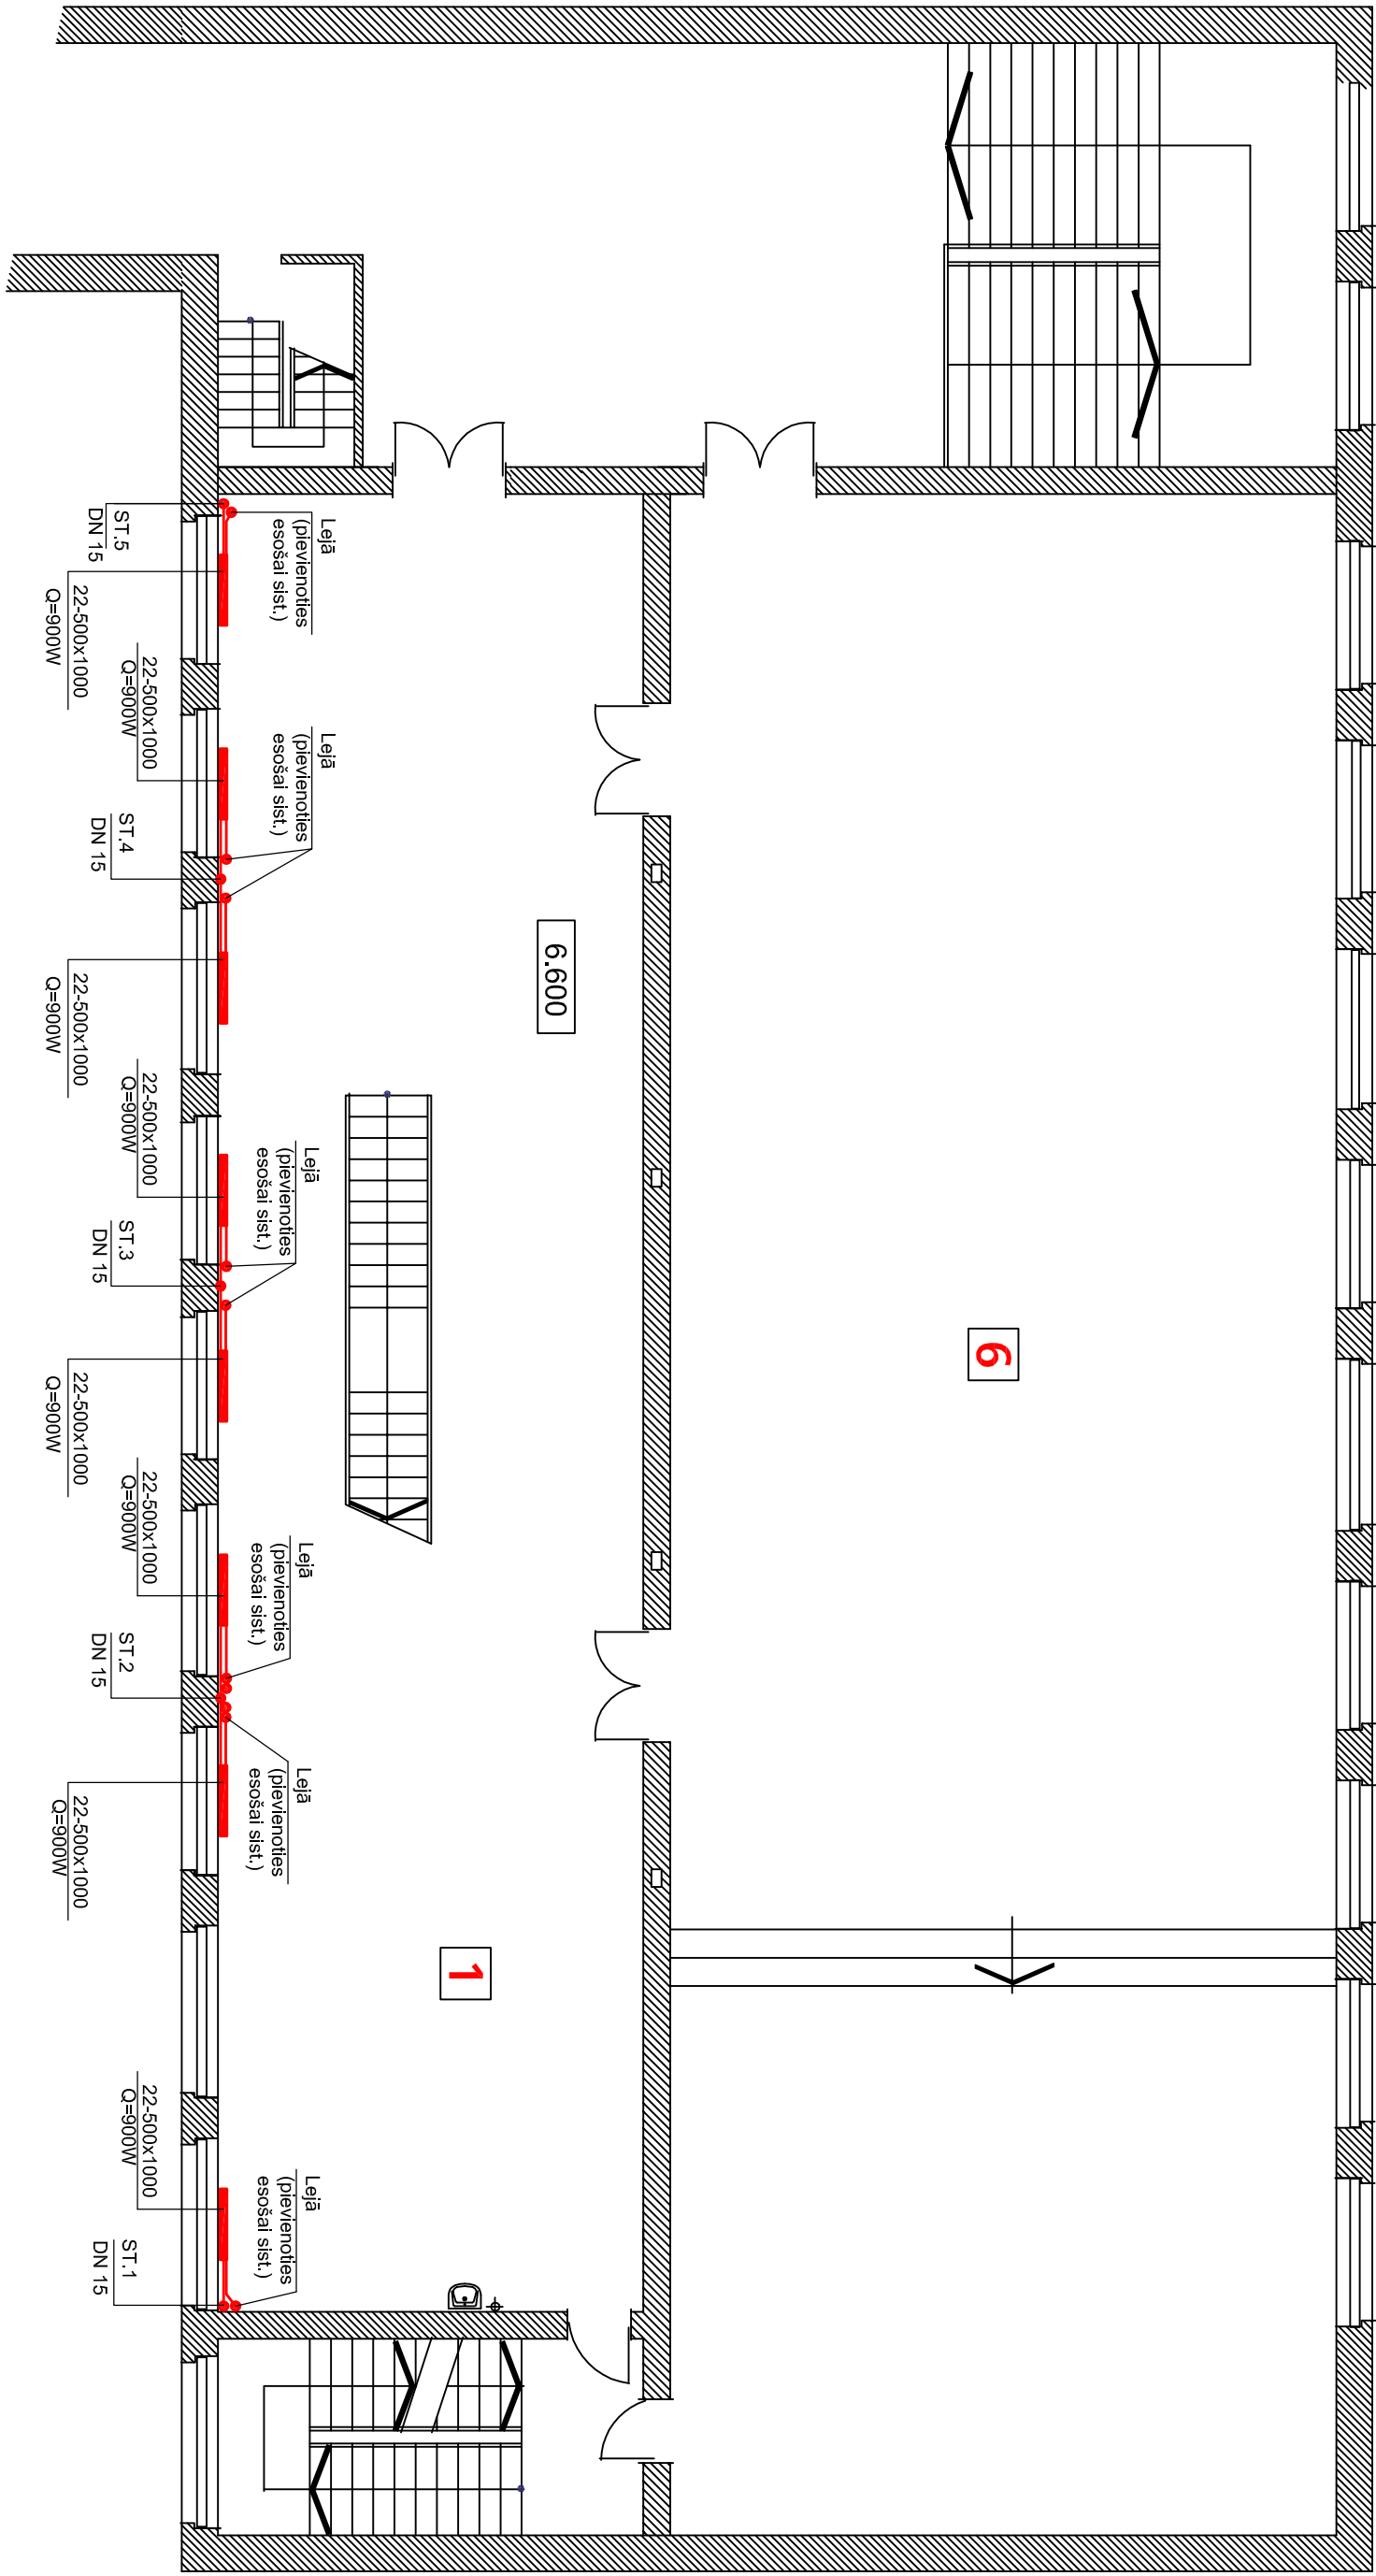 6
6.600
1
Lejā
(pievienoties
esošai sist.)
Lejā
(pievienoties
esošai sist.)
Lejā
(pievienoties
esošai sist.)
Lejā
(pievienoties
esošai sist.)
Lejā
(pievienoties
esošai sist.)
Lejā
(pievienoties
esošai sist.)
ST.5
DN 15
22-500x1000
Q=900W
22-500x1000
Q=900W
ST.4
DN 15
22-500x1000
Q=900W
22-500x1000
Q=900W
ST.3
DN 15
22-500x1000
Q=900W
22-500x1000
Q=900W
ST.2
DN 15
22-500x1000
Q=900W
22-500x1000
Q=900W
ST.1
DN 15